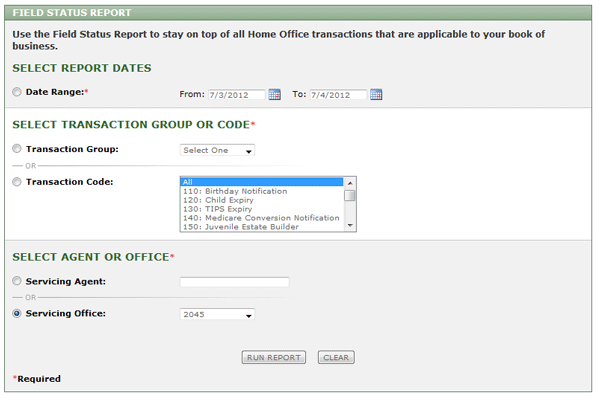 FIELD STATUS REPORT
Use the Field Status Report to stay on top of all Home Office transactions that are applicable to your book of
business.
SELECT REPORT DATES
Date Range:* From: 7/3/2012 To: 7/4/2012
SELECT TRANSACTION GROUP OR CODE*
Transaction Group: Select One
OR
Transaction Code: All
110: Birthday Notification
120: Child Expiry
130: TIPS Expiry
140: Medicare Conversion Notification
150: Juvenile Estate Builder
SELECT AGENT OR OFFICE*
Servicing Agent:
OR
Servicing Office: 2045
RUN REPORT CLEAR
*Required